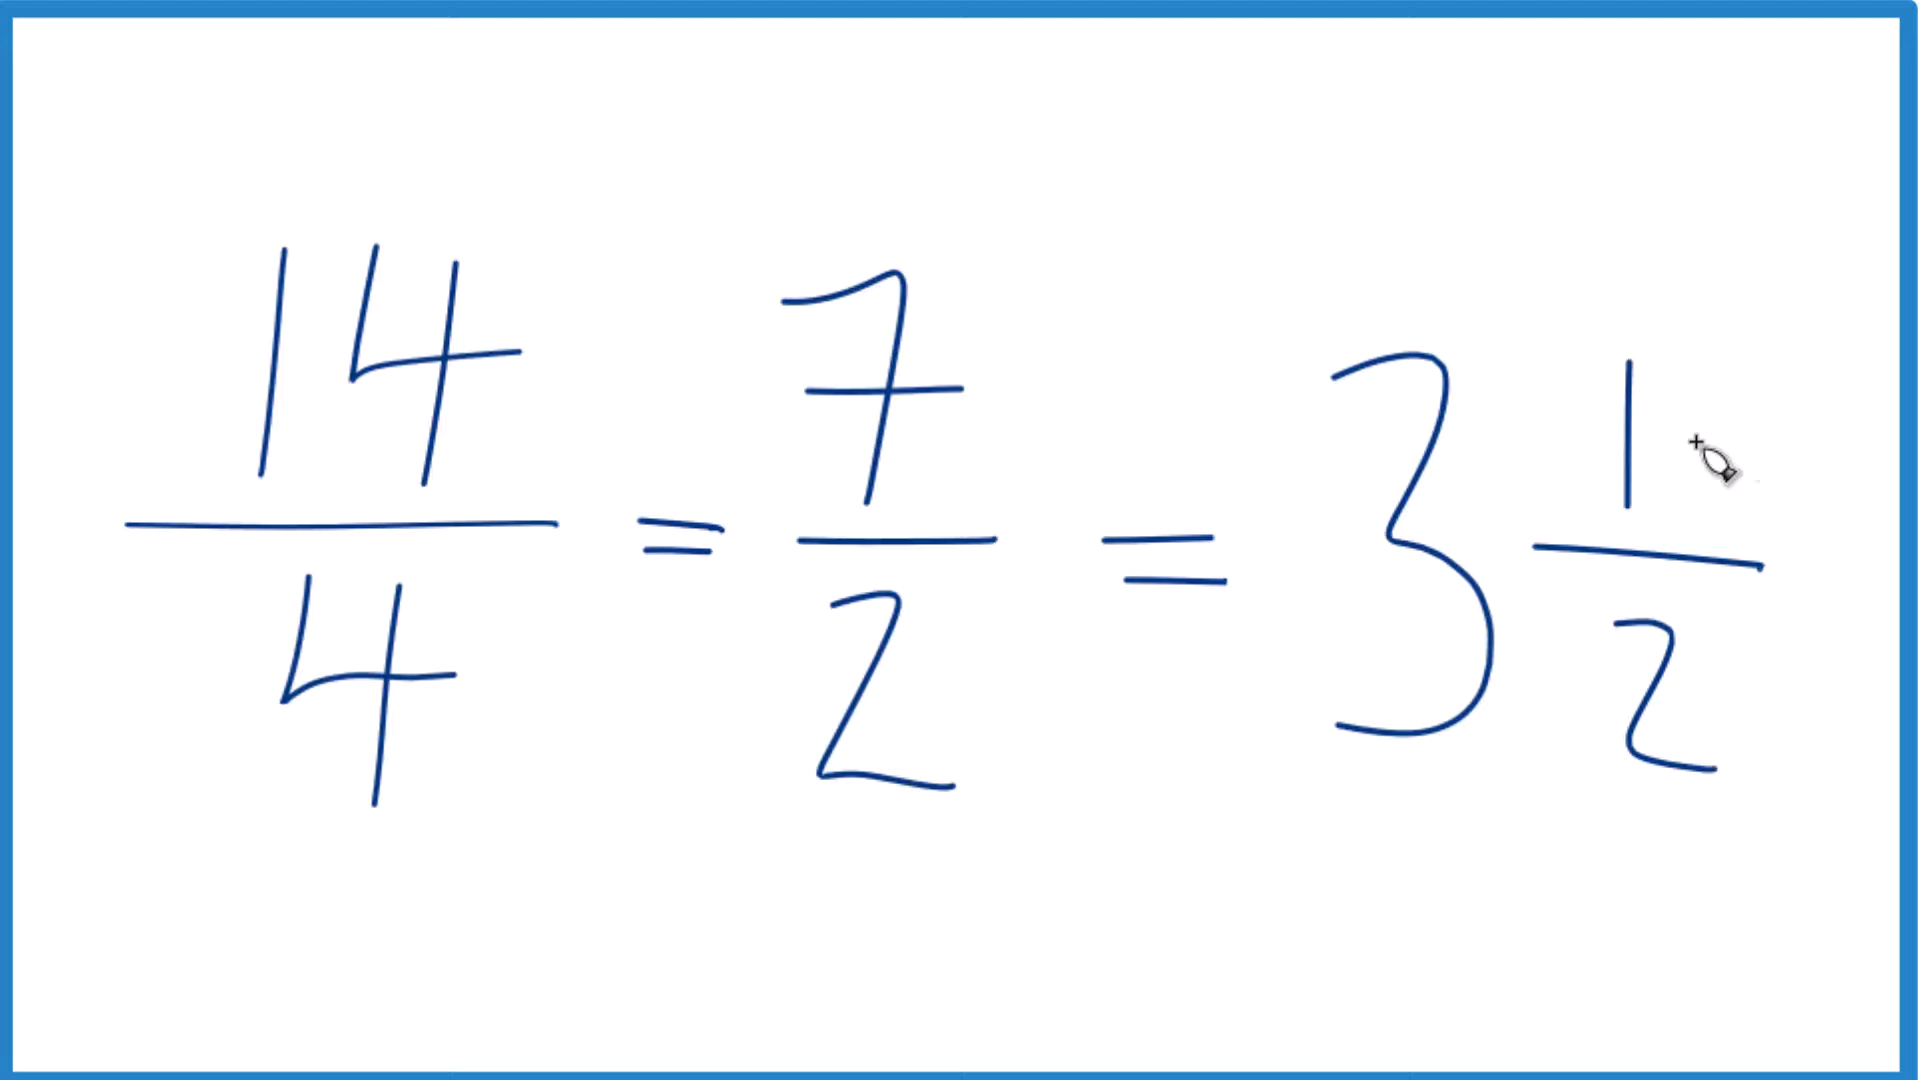 14/4 = 7/2 = 3 1/2